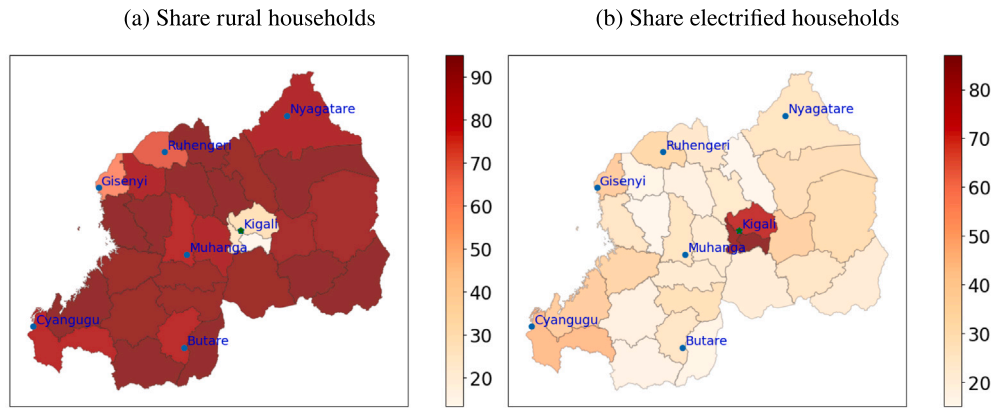 (a) Share rural households
Nyagatare
Ruhengeri
Gisenyi
Kigali
Muhanga
Cyangugu
Butare
90
80
70
60
50
40
30
20
(b) Share electrified households
Nyagatare
Ruhengeri
Gisenyi
Kigali
Muhanga
Cyangugu
Butare
80
70
60
50
40
30
20